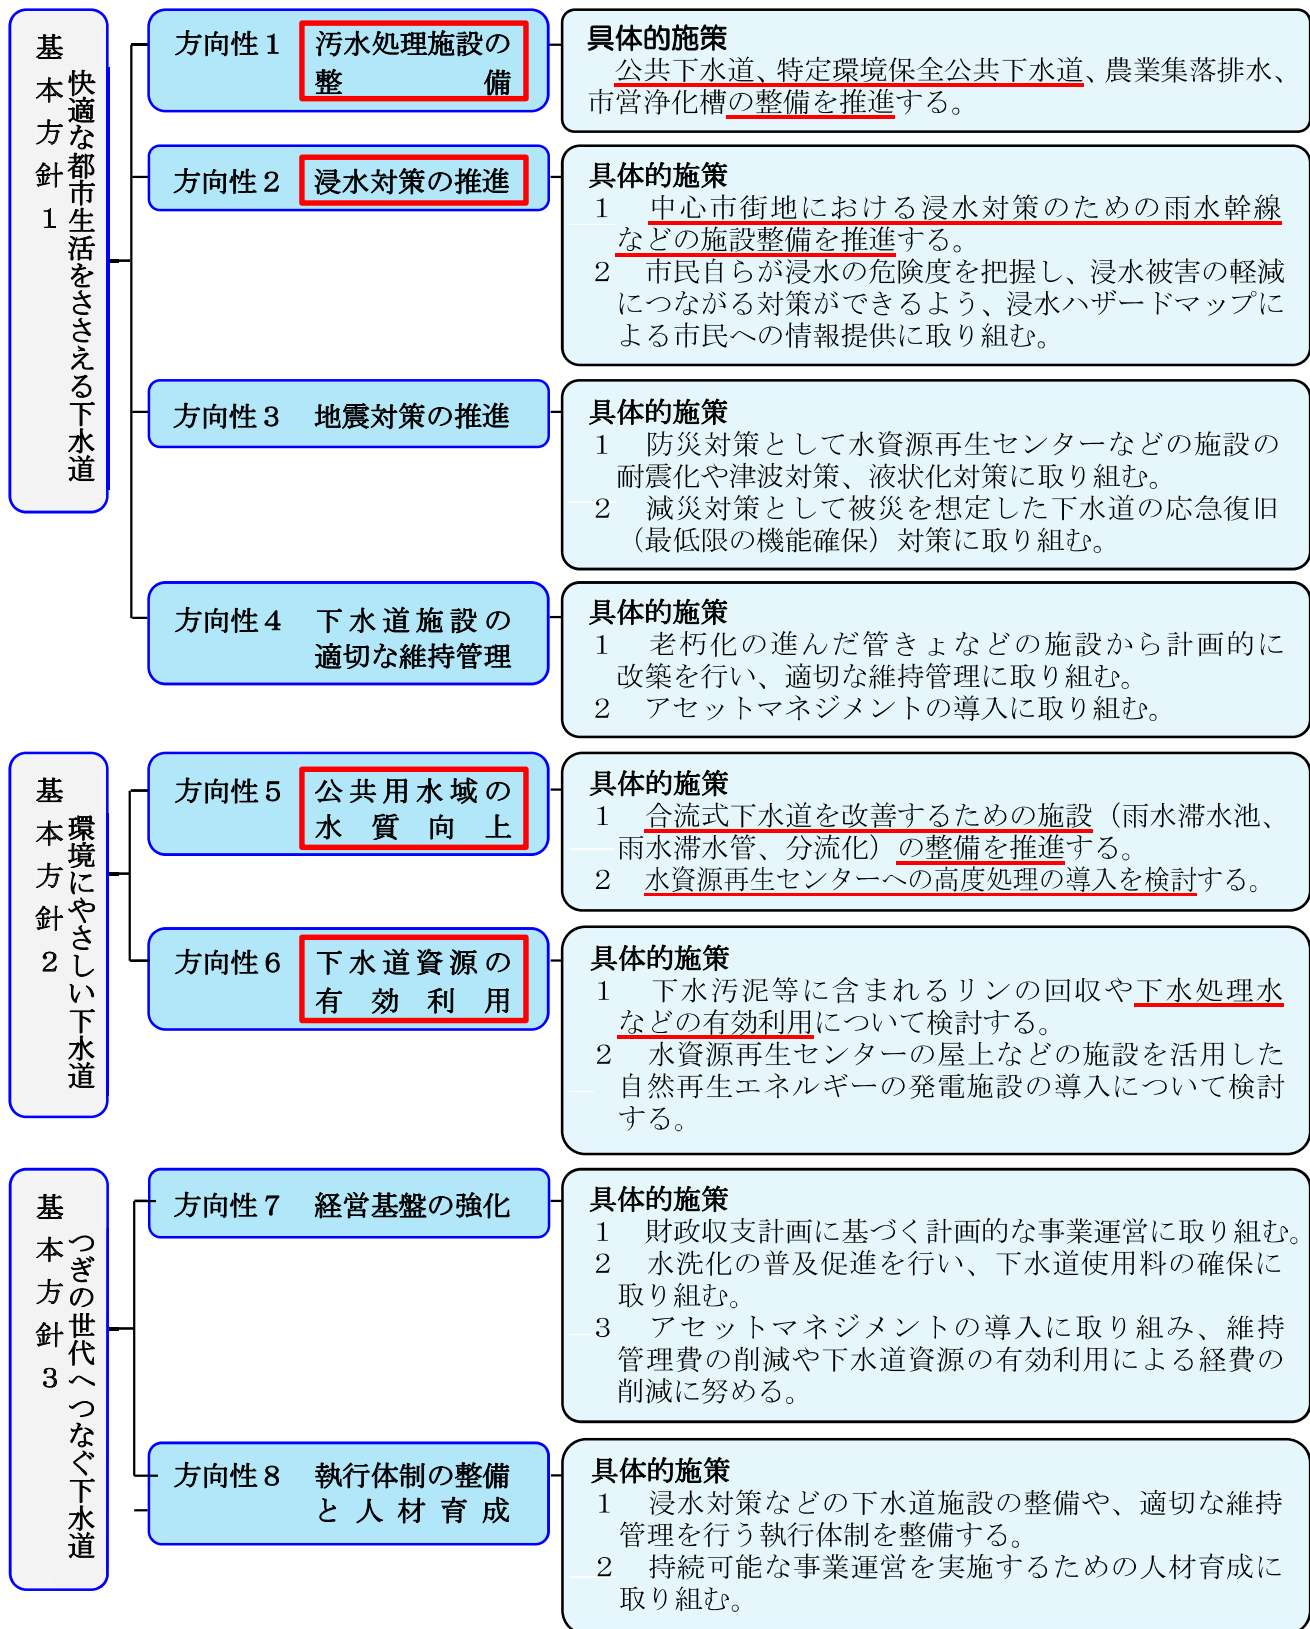 基本方針1
快適な都市生活をささえる下水道
方向性1　汚水処理施設の
整備
具体的施策
公共下水道、特定環境保全公共下水道、農業集落排水、
市営浄化槽の整備を推進する。
方向性2　浸水対策の推進
具体的施策
1　中心市街地における浸水対策のための雨水幹線
などの施設整備を推進する。
2　市民自らが浸水の危険度を把握し、浸水被害の軽減
につながる対策ができるよう、浸水ハザードマップに
よる市民への情報提供に取り組む。
方向性3　地震対策の推進
具体的施策
1　防災対策として水資源再生センターなどの施設の
耐震化や津波対策、液状化対策に取り組む。
2　減災対策として被災を想定した下水道の応急復旧
（最低限の機能確保）対策に取り組む。
方向性4　下水道施設の
適切な維持管理
具体的施策
1　老朽化の進んだ管きょなどの施設から計画的に
改築を行い、適切な維持管理に取り組む。
2　アセットマネジメントの導入に取り組む。
基本方針2
環境にやさしい下水道
方向性5　公共用水域の
水質向上
具体的施策
1　合流式下水道を改善するための施設（雨水滞水池、
雨水滞水管、分流化）の整備を推進する。
2　水資源再生センターへの高度処理の導入を検討する。
方向性6　下水道資源の
有効利用
具体的施策
1　下水汚泥等に含まれるリンの回収や下水処理水
などの有効利用について検討する。
2　水資源再生センターの屋上などの施設を活用した
自然再生エネルギーの発電施設の導入について検討
する。
基本方針3
つぎの世代へつなぐ下水道
方向性7　経営基盤の強化
具体的施策
1　財政収支計画に基づく計画的な事業運営に取り組む。
2　水洗化の普及促進を行い、下水道使用料の確保に
取り組む。
3　アセットマネジメントの導入に取り組み、維持
管理費の削減や下水道資源の有効利用による経費の
削減に努める。
方向性8　執行体制の整備
と人材育成
具体的施策
1　浸水対策などの下水道施設の整備や、適切な維持
管理を行う執行体制を整備する。
2　持続可能な事業運営を実施するための人材育成に
取り組む。